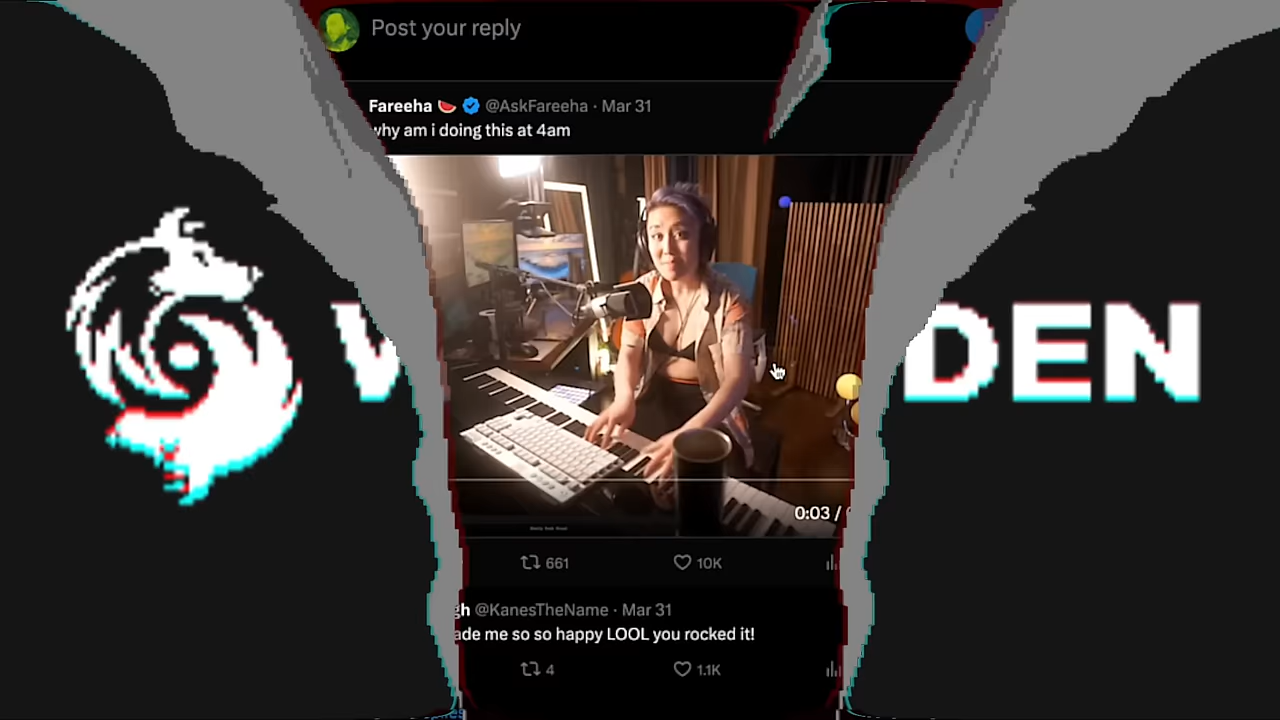 Post your reply
Fareeha @AskFareeha · Mar 31
why am i doing this at 4am
V DEN
0:03 /
661 10K
gh @KanesTheName · Mar 31
ade me so so happy LOOL you rocked it!
4 1.1K